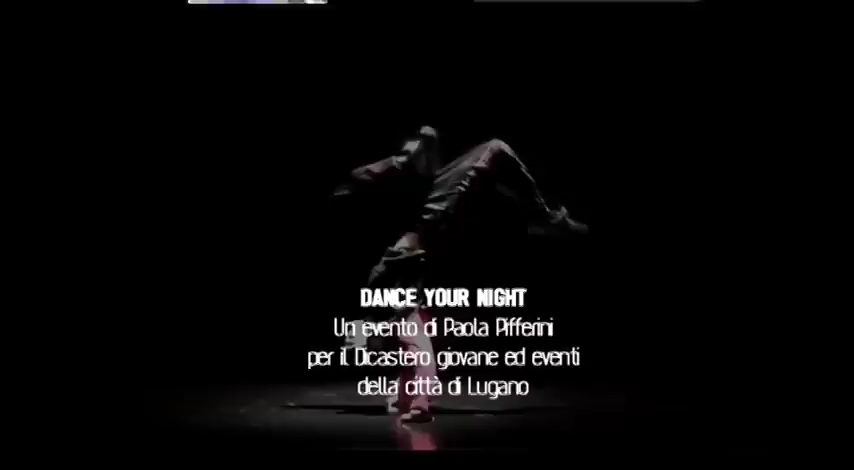 DANCE YOUR NIGHT
Un evento di Paola Pifferini
per il Dicastero giovane ed eventi
della città di Lugano